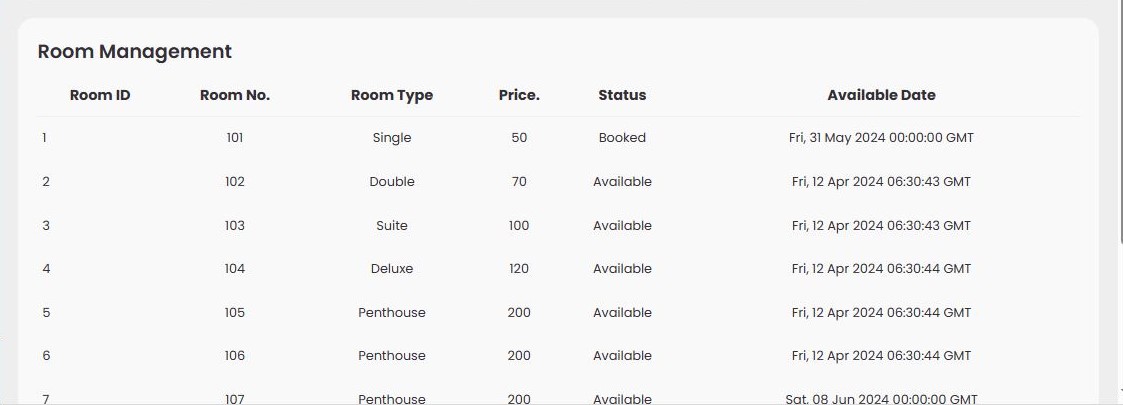 Room Management
Room ID Room No. Room Type Price. Status Available Date
1 101 Single 50 Booked Fri, 31 May 2024 00:00:00 GMT
2 102 Double 70 Available Fri, 12 Apr 2024 06:30:43 GMT
3 103 Suite 100 Available Fri, 12 Apr 2024 06:30:43 GMT
4 104 Deluxe 120 Available Fri, 12 Apr 2024 06:30:44 GMT
5 105 Penthouse 200 Available Fri, 12 Apr 2024 06:30:44 GMT
6 106 Penthouse 200 Available Fri, 12 Apr 2024 06:30:44 GMT
7 107 Penthouse 200 Available Sat, 08 Jun 2024 00:00:00 GMT